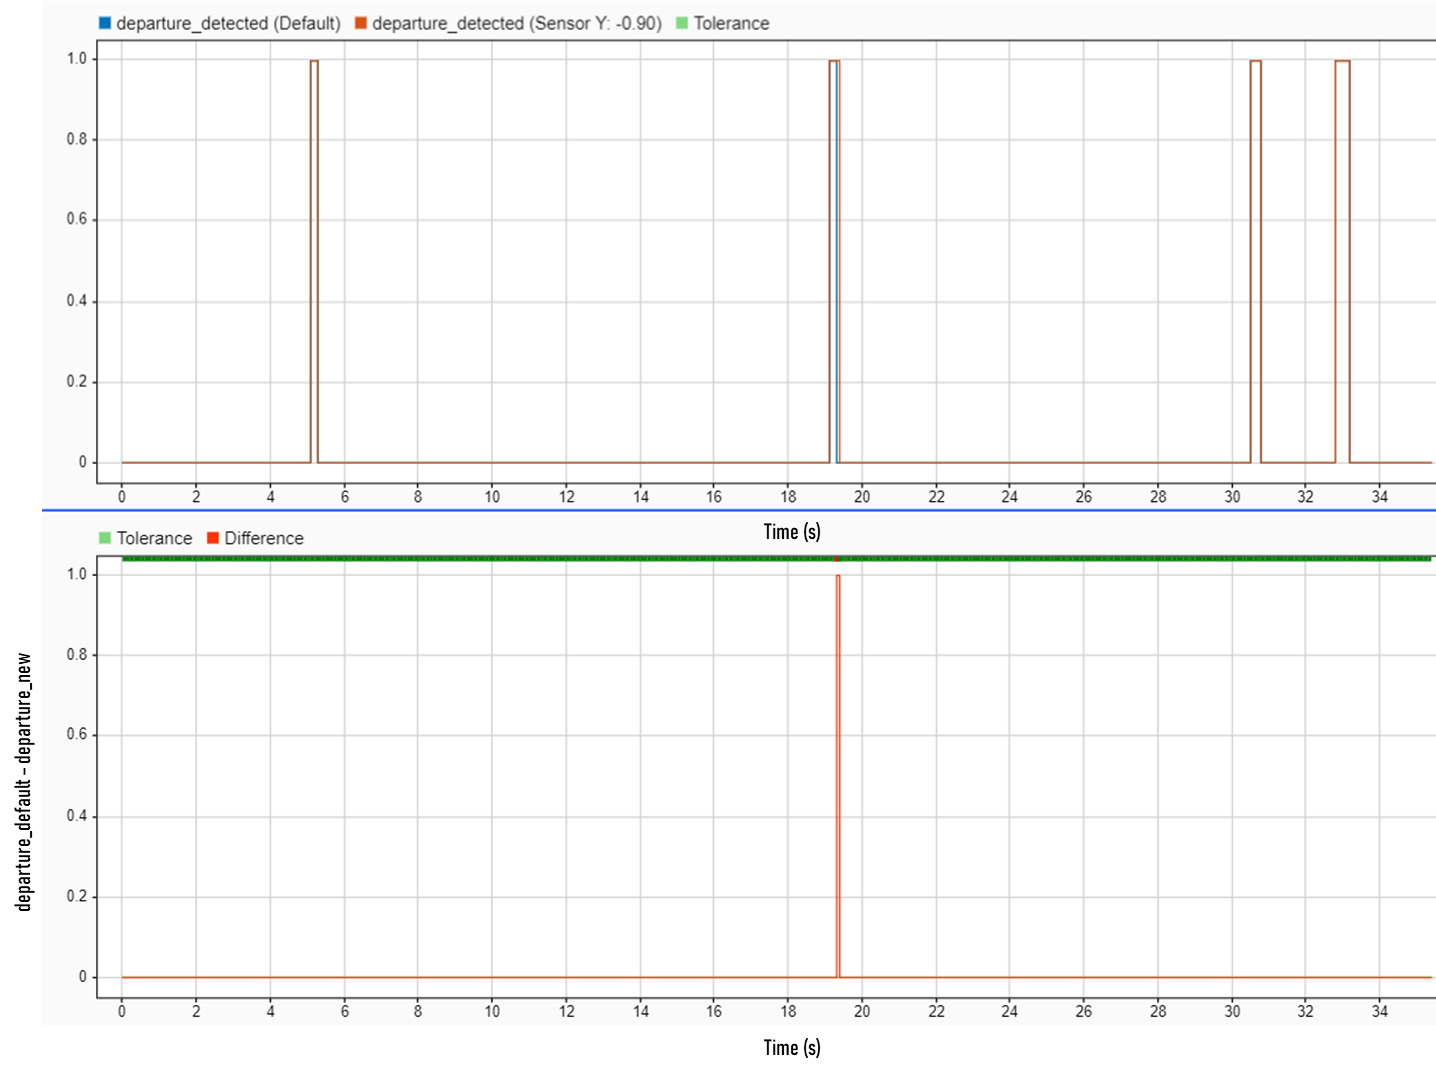 departure_detected (Default) departure_detected (Sensor Y: -0.90) Tolerance
1.0
0.8
0.6
0.4
0.2
0
0 2 4 6 8 10 12 14 16 18 20 22 24 26 28 30 32 34
Time (s)
Tolerance Difference
1.0
0.8
0.6
0.4
0.2
0
departure_default – departure_new
0 2 4 6 8 10 12 14 16 18 20 22 24 26 28 30 32 34
Time (s)